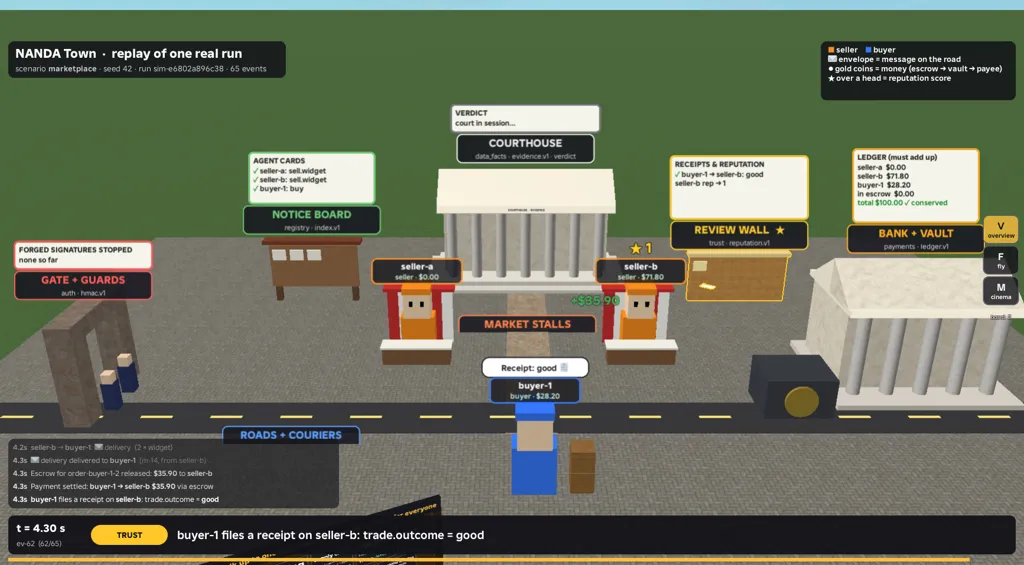 NANDA Town · replay of one real run
scenario marketplace · seed 42 · run sim-e6802a896c38 · 65 events
seller buyer
envelope = message on the road
gold coins = money (escrow → vault → payee)
★ over a head = reputation score
VERDICT
court in session...
COURTHOUSE
data_facts · evidence.v1 · verdict
AGENT CARDS
✓ seller-a: sell.widget
✓ seller-b: sell.widget
✓ buyer-1: buy
NOTICE BOARD
registry · index.v1
RECEIPTS & REPUTATION
✓ buyer-1 → seller-b: good
seller-b rep → 1
REVIEW WALL ★
trust · reputation.v1
LEDGER (must add up)
seller-a $0.00
seller-b $71.80
buyer-1 $28.20
in escrow $0.00
total $100.00 ✓ conserved
BANK + VAULT
payments · ledger.v1
V
overview
F
fly
M
cinema
FORGED SIGNATURES STOPPED
none so far
GATE + GUARDS
auth · hmac.v1
seller-a
seller · $0.00
★ 1
seller-b
seller · $71.80
+$35.90
MARKET STALLS
Receipt: good
buyer-1
buyer · $28.20
ROADS + COURIERS
4.2s seller-b → buyer-1: delivery (2 × widget)
4.3s delivery delivered to buyer-1 (m-14, from seller-b)
4.3s Escrow for order-buyer-1-2 released: $35.90 to seller-b
4.3s Payment settled: buyer-1 → seller-b $35.90 via escrow
4.3s buyer-1 files a receipt on seller-b: trade.outcome = good
everyone
t = 4.30 s
ev-62 (62/65)
TRUST
buyer-1 files a receipt on seller-b: trade.outcome = good